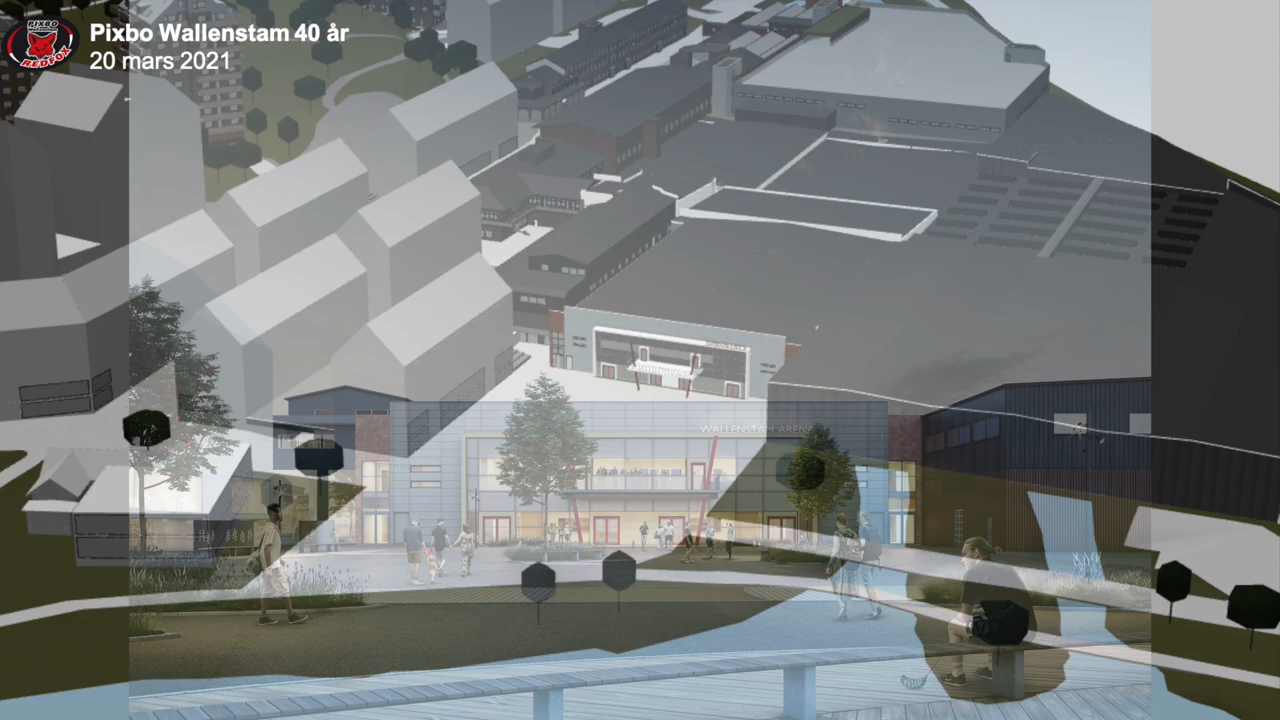 PIXBO
REDFOX
Pixbo Wallenstam 40 år
20 mars 2021
WALLENSTAM ARENA